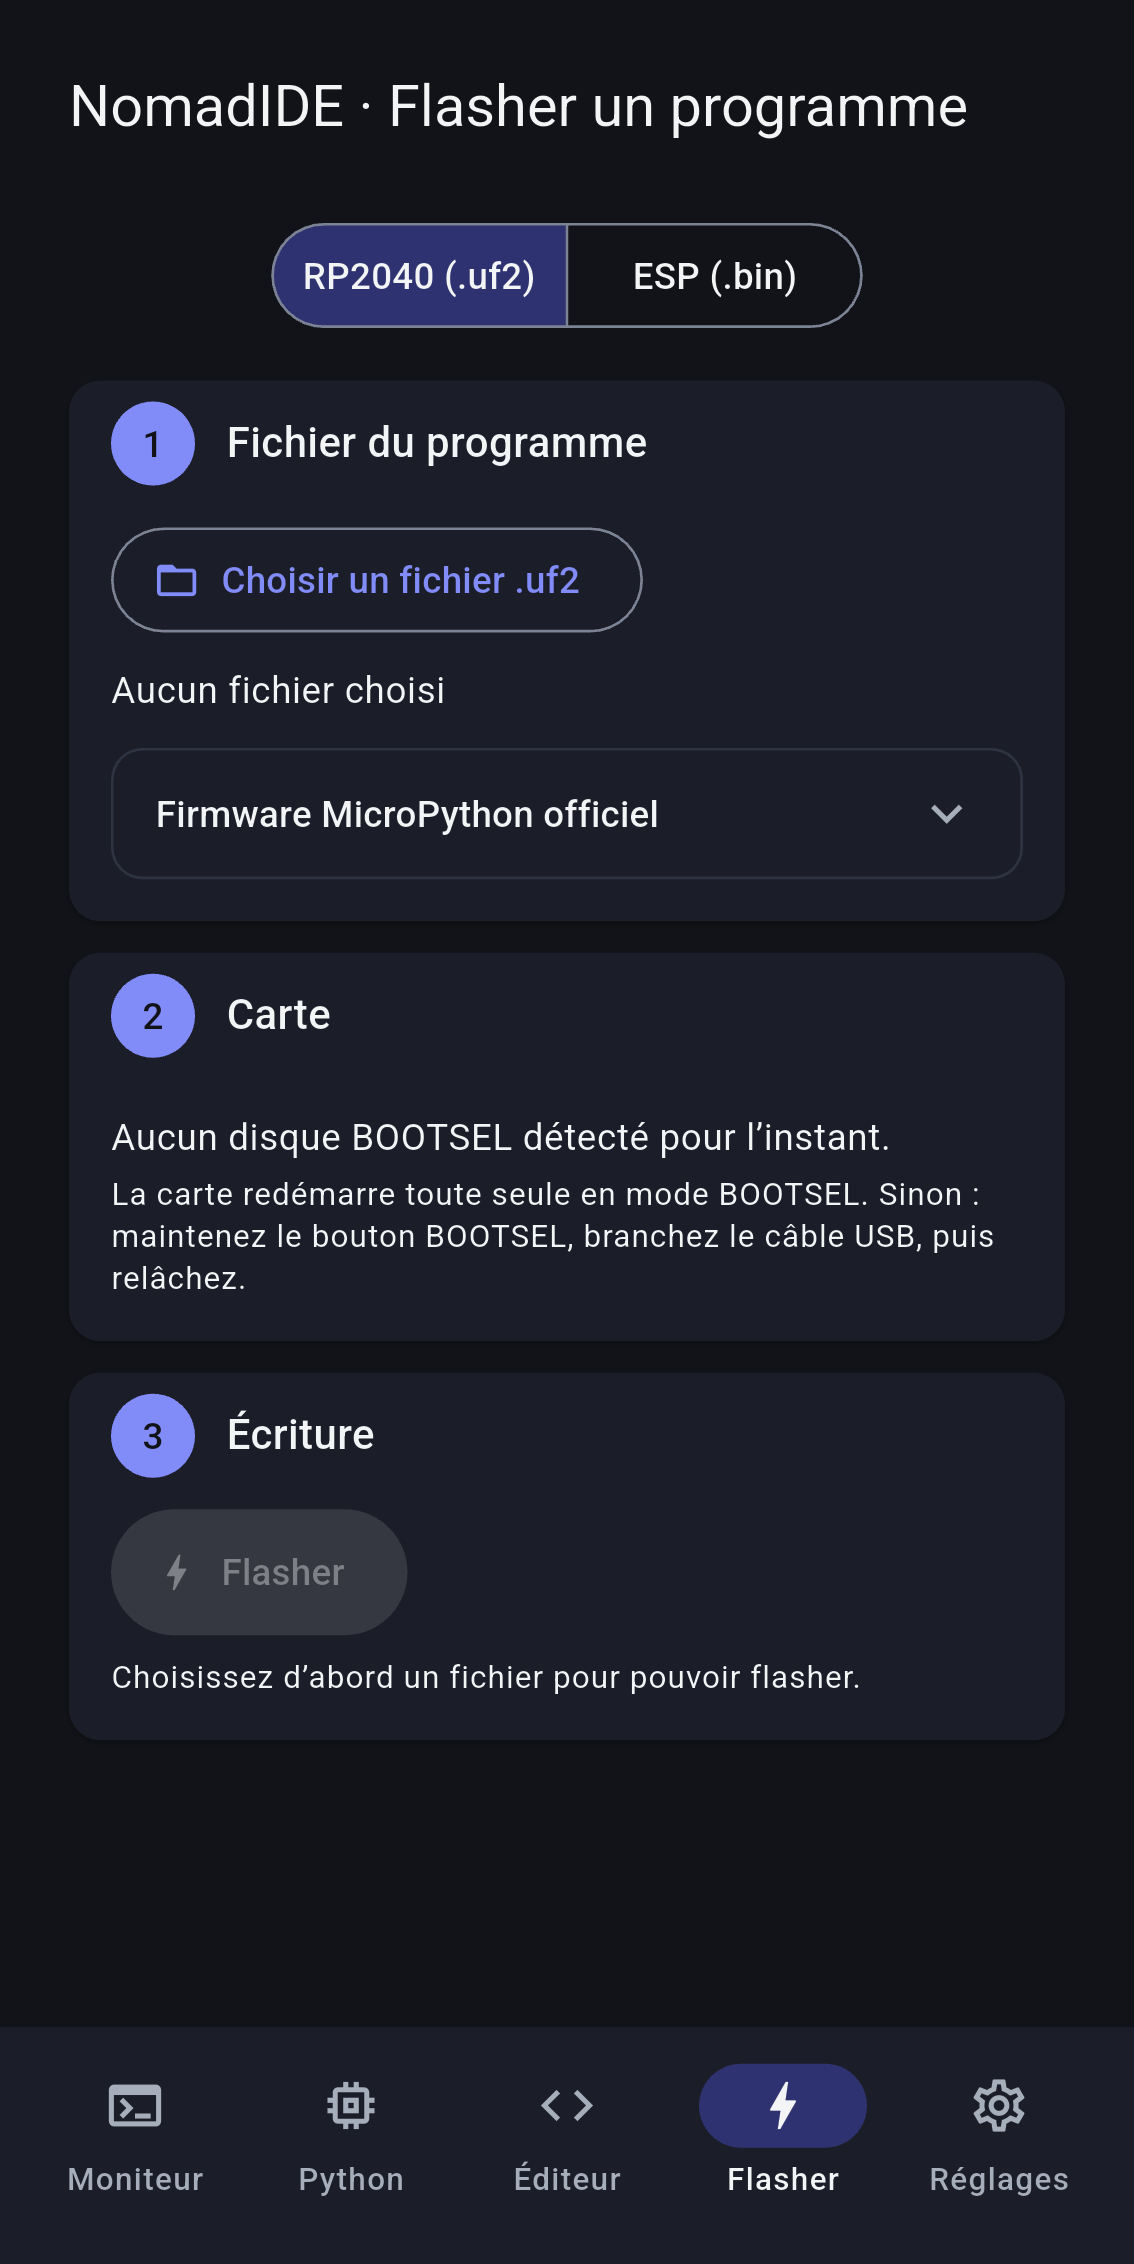 NomadIDE · Flasher un programme
RP2040 (.uf2)
ESP (.bin)
1
Fichier du programme
Choisir un fichier .uf2
Aucun fichier choisi
Firmware MicroPython officiel
2
Carte
Aucun disque BOOTSEL détecté pour l’instant.
La carte redémarre toute seule en mode BOOTSEL. Sinon :
maintenez le bouton BOOTSEL, branchez le câble USB, puis
relâchez.
3
Écriture
Flasher
Choisissez d’abord un fichier pour pouvoir flasher.
Moniteur
Python
Éditeur
Flasher
Réglages